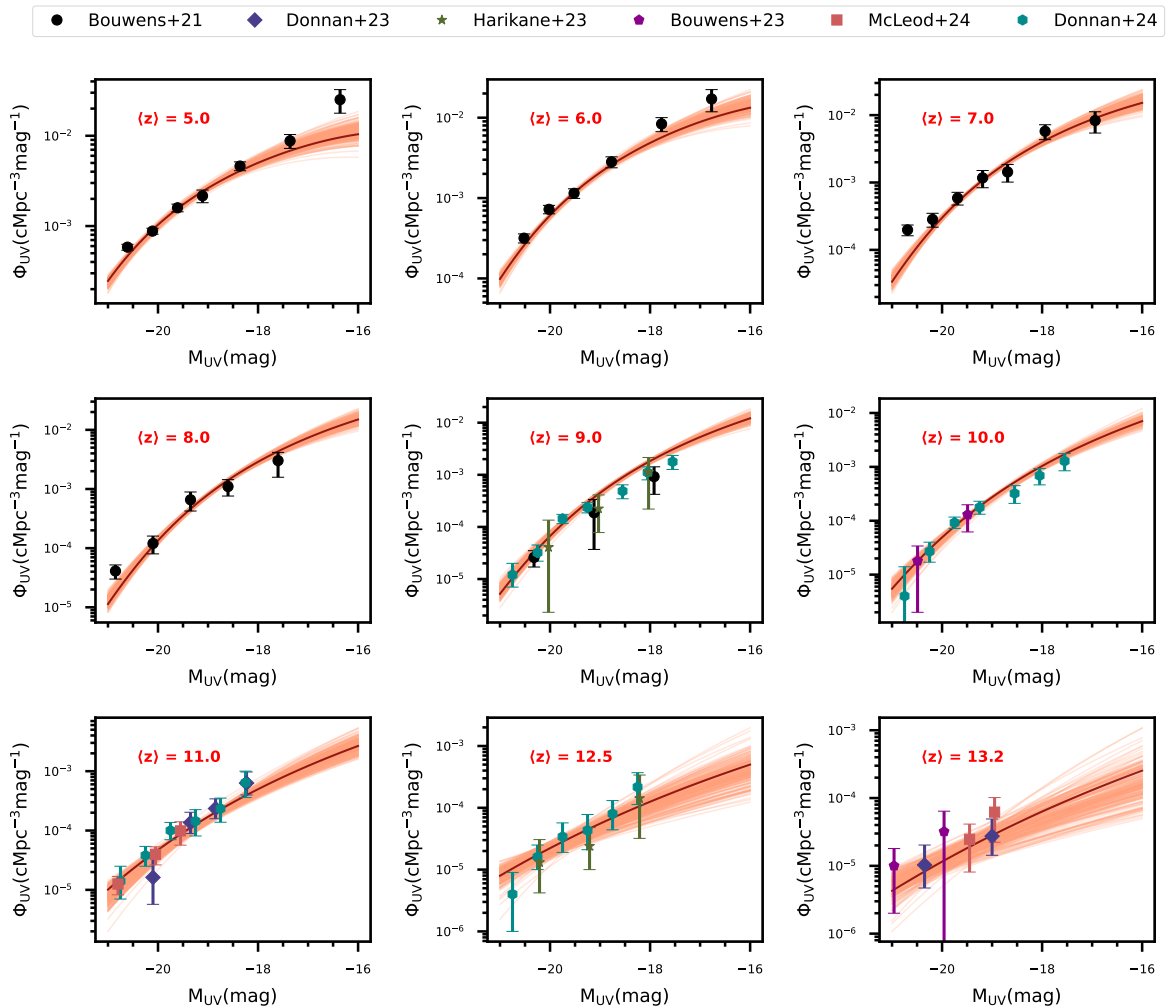 Bouwens+21 Donnan+23 Harikane+23 Bouwens+23 McLeod+24 Donnan+24
⟨z⟩ = 5.0
10⁻²
10⁻³
Φ_UV(cMpc⁻³mag⁻¹)
−20 −18 −16
M_UV(mag)
⟨z⟩ = 6.0
10⁻²
10⁻³
10⁻⁴
Φ_UV(cMpc⁻³mag⁻¹)
−20 −18 −16
M_UV(mag)
⟨z⟩ = 7.0
10⁻²
10⁻³
10⁻⁴
Φ_UV(cMpc⁻³mag⁻¹)
−20 −18 −16
M_UV(mag)
⟨z⟩ = 8.0
10⁻²
10⁻³
10⁻⁴
10⁻⁵
Φ_UV(cMpc⁻³mag⁻¹)
−20 −18 −16
M_UV(mag)
⟨z⟩ = 9.0
10⁻²
10⁻³
10⁻⁴
10⁻⁵
Φ_UV(cMpc⁻³mag⁻¹)
−20 −18 −16
M_UV(mag)
⟨z⟩ = 10.0
10⁻²
10⁻³
10⁻⁴
10⁻⁵
Φ_UV(cMpc⁻³mag⁻¹)
−20 −18 −16
M_UV(mag)
⟨z⟩ = 11.0
10⁻³
10⁻⁴
10⁻⁵
Φ_UV(cMpc⁻³mag⁻¹)
−20 −18 −16
M_UV(mag)
⟨z⟩ = 12.5
10⁻³
10⁻⁴
10⁻⁵
10⁻⁶
Φ_UV(cMpc⁻³mag⁻¹)
−20 −18 −16
M_UV(mag)
⟨z⟩ = 13.2
10⁻³
10⁻⁴
10⁻⁵
10⁻⁶
Φ_UV(cMpc⁻³mag⁻¹)
−20 −18 −16
M_UV(mag)